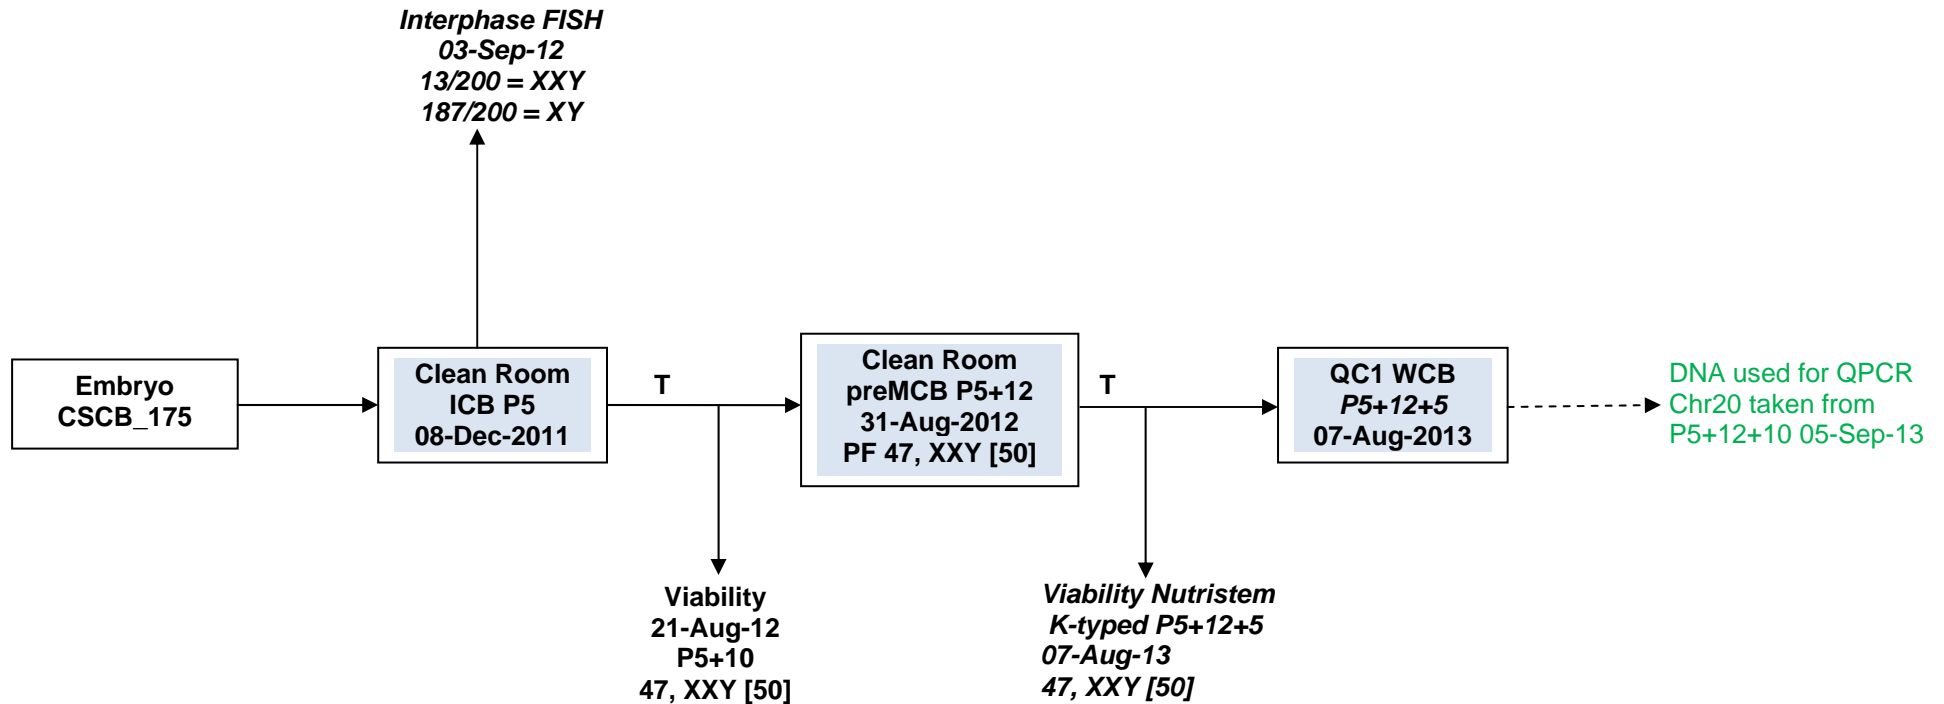 Interphase FISH
03-Sep-12
13/200 = XXY
187/200 = XY
Embryo
CSCB_175
Clean Room
ICB P5
08-Dec-2011
T
Viability
21-Aug-12
P5+10
47, XXY [50]
Clean Room
preMCB P5+12
31-Aug-2012
PF 47, XXY [50]
T
Viability Nutristem
K-typed P5+12+5
07-Aug-13
47, XXY [50]
QC1 WCB
P5+12+5
07-Aug-2013
DNA used for QPCR
Chr20 taken from
P5+12+10 05-Sep-13